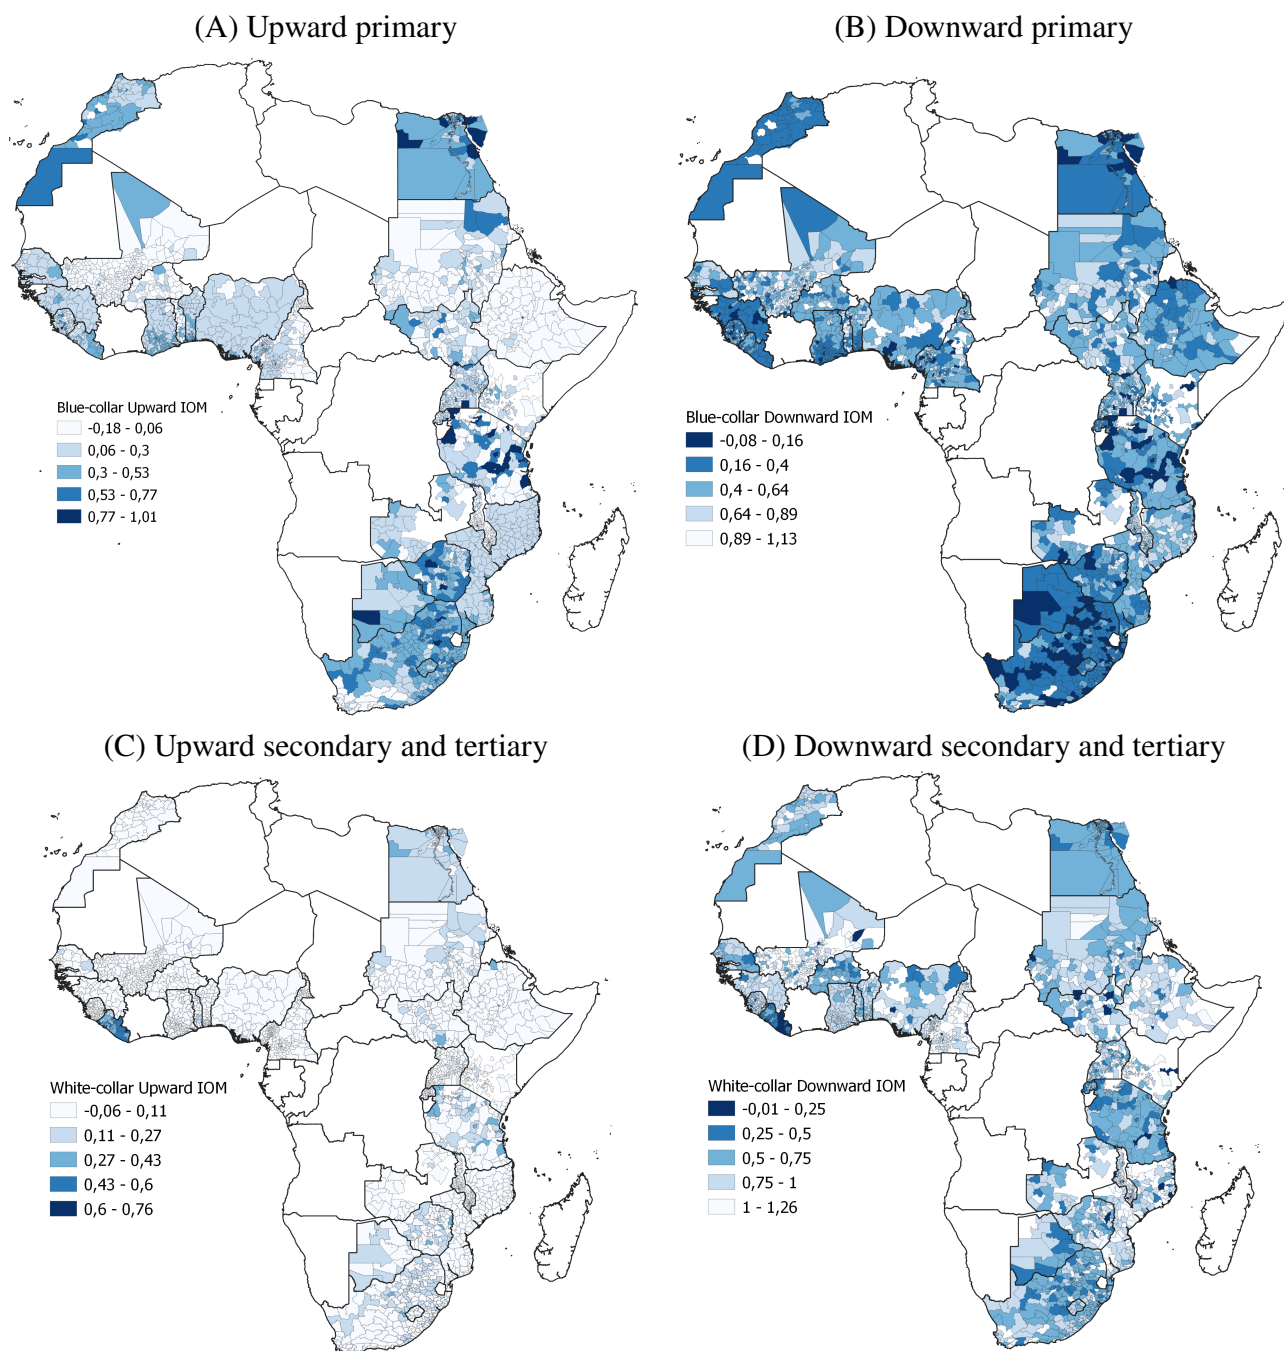 (A) Upward primary
(B) Downward primary
Blue-collar Upward IOM
-0,18 - 0,06
0,06 - 0,3
0,3 - 0,53
0,53 - 0,77
0,77 - 1,01
Blue-collar Downward IOM
-0,08 - 0,16
0,16 - 0,4
0,4 - 0,64
0,64 - 0,89
0,89 - 1,13
(C) Upward secondary and tertiary
(D) Downward secondary and tertiary
White-collar Upward IOM
-0,06 - 0,11
0,11 - 0,27
0,27 - 0,43
0,43 - 0,6
0,6 - 0,76
White-collar Downward IOM
-0,01 - 0,25
0,25 - 0,5
0,5 - 0,75
0,75 - 1
1 - 1,26